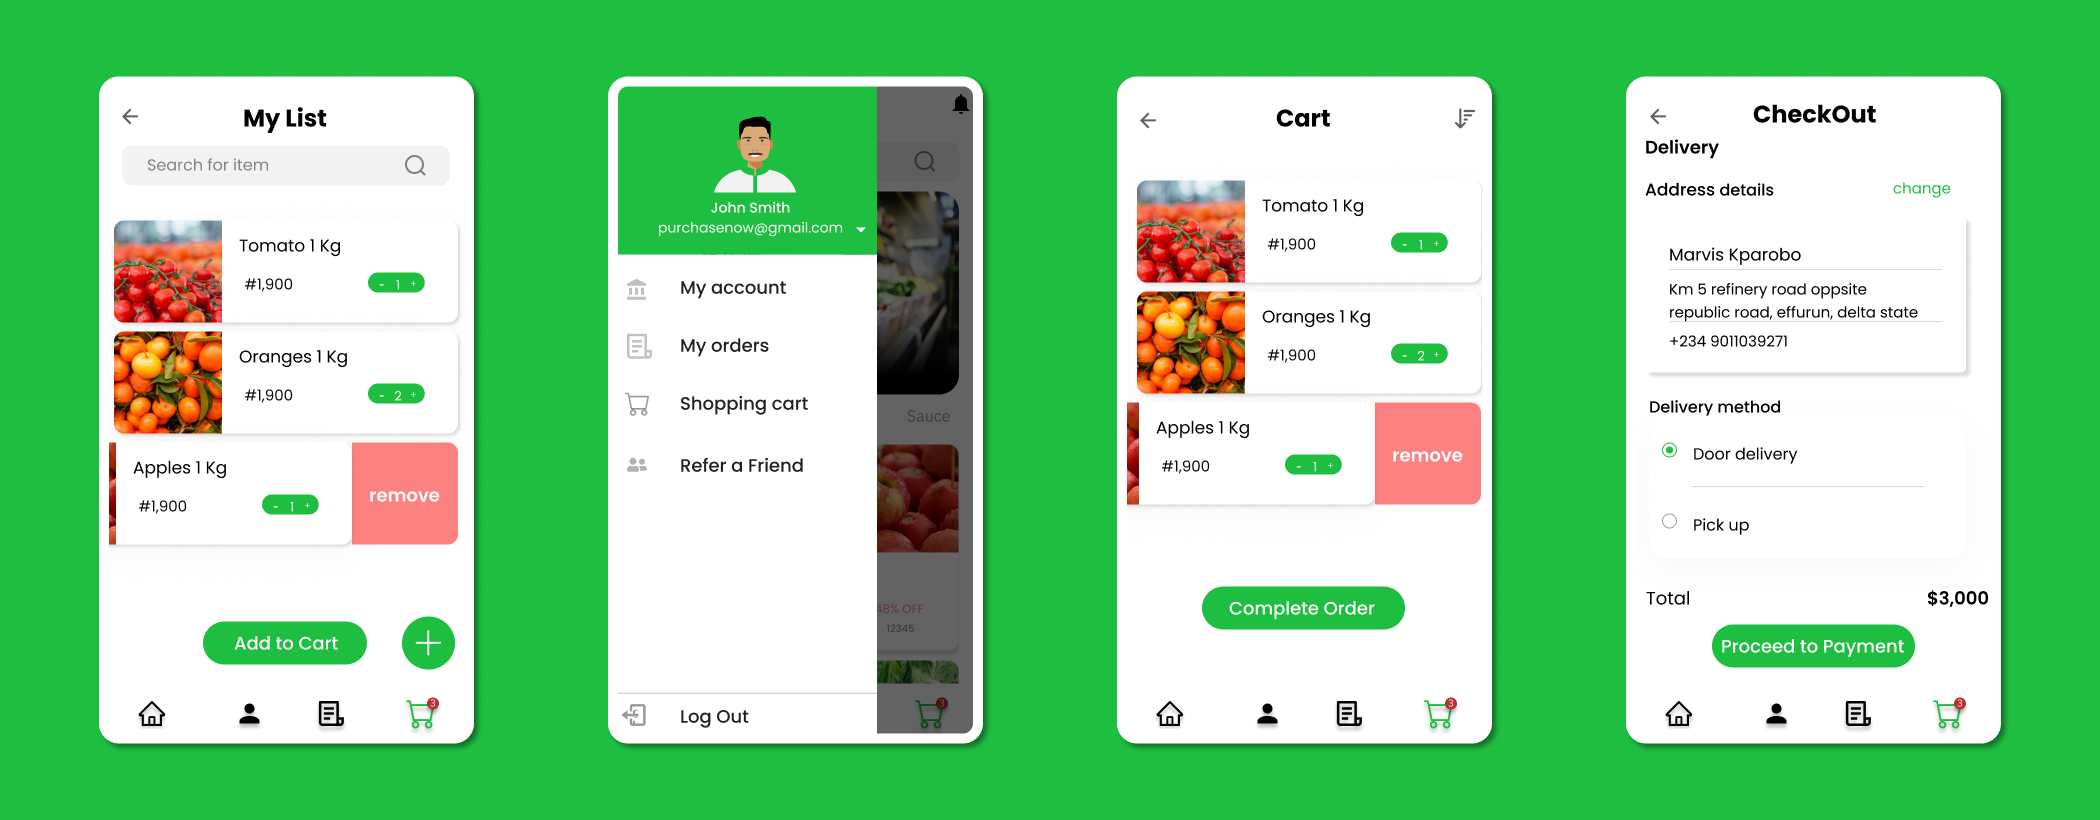 My List
Search for item
Tomato 1 Kg
#1,900
- 1 +
Oranges 1 Kg
#1,900
- 2 +
Apples 1 Kg
#1,900
- 1 +
remove
Add to Cart
3
John Smith
purchasenow@gmail.com
My account
My orders
Shopping cart
Refer a Friend
Log Out
Sauce
48% OFF
12345
3
Cart
Tomato 1 Kg
#1,900
- 1 +
Oranges 1 Kg
#1,900
- 2 +
Apples 1 Kg
#1,900
- 1 +
remove
Complete Order
3
CheckOut
Delivery
Address details
change
Marvis Kparobo
Km 5 refinery road oppsite
republic road, effurun, delta state
+234 9011039271
Delivery method
Door delivery
Pick up
Total
$3,000
Proceed to Payment
3